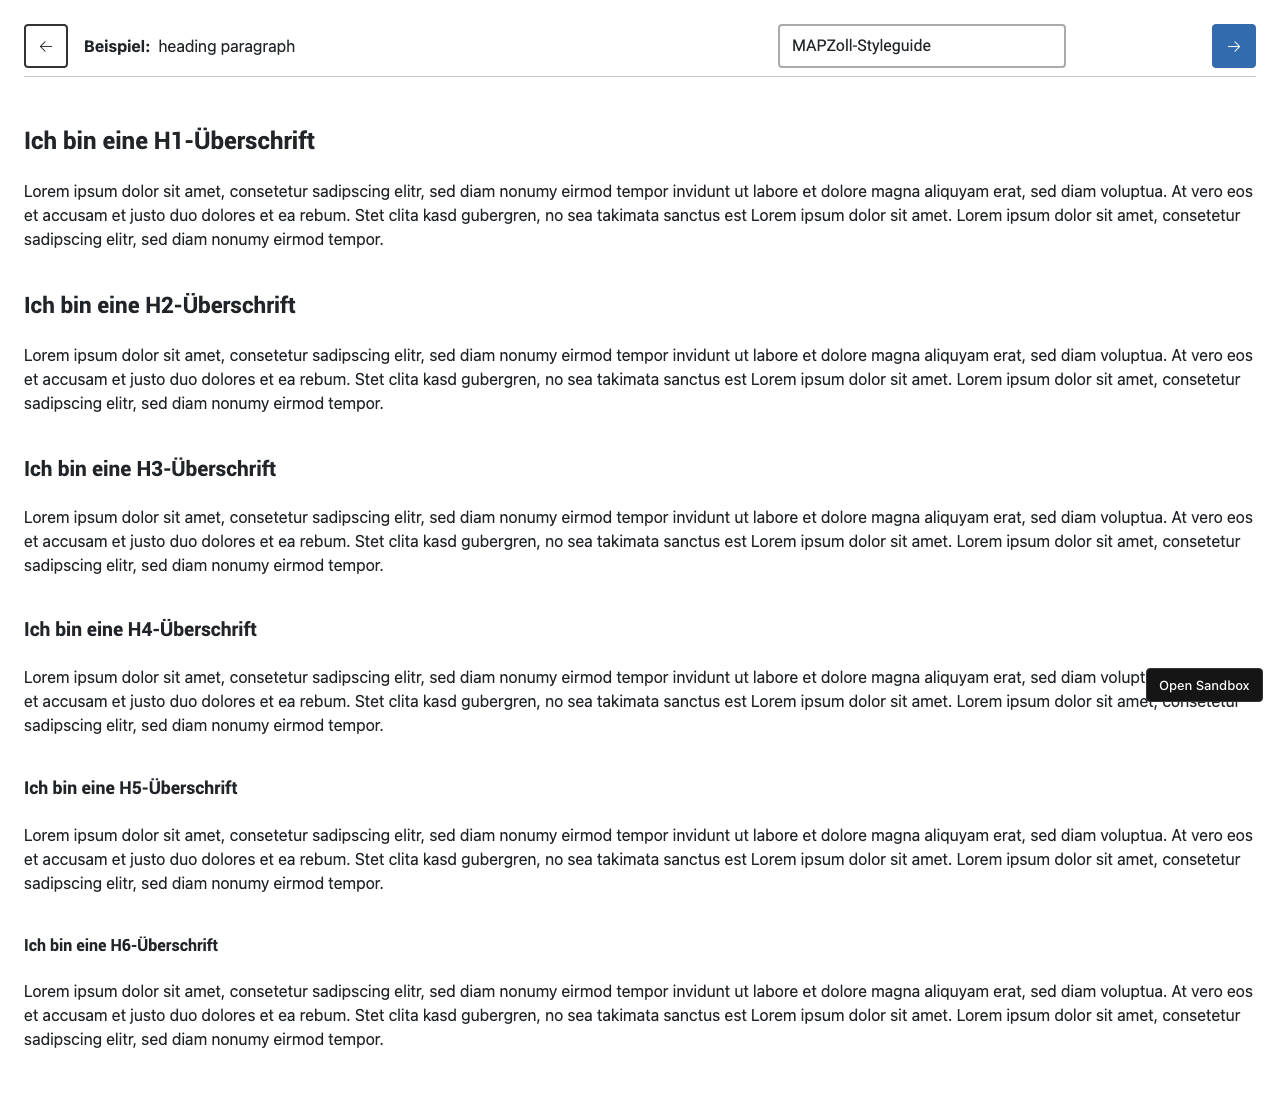 Beispiel: heading paragraph
MAPZoll-Styleguide
Ich bin eine H1-Überschrift
Lorem ipsum dolor sit amet, consetetur sadipscing elitr, sed diam nonumy eirmod tempor invidunt ut labore et dolore magna aliquyam erat, sed diam voluptua. At vero eos
et accusam et justo duo dolores et ea rebum. Stet clita kasd gubergren, no sea takimata sanctus est Lorem ipsum dolor sit amet. Lorem ipsum dolor sit amet, consetetur
sadipscing elitr, sed diam nonumy eirmod tempor.
Ich bin eine H2-Überschrift
Lorem ipsum dolor sit amet, consetetur sadipscing elitr, sed diam nonumy eirmod tempor invidunt ut labore et dolore magna aliquyam erat, sed diam voluptua. At vero eos
et accusam et justo duo dolores et ea rebum. Stet clita kasd gubergren, no sea takimata sanctus est Lorem ipsum dolor sit amet. Lorem ipsum dolor sit amet, consetetur
sadipscing elitr, sed diam nonumy eirmod tempor.
Ich bin eine H3-Überschrift
Lorem ipsum dolor sit amet, consetetur sadipscing elitr, sed diam nonumy eirmod tempor invidunt ut labore et dolore magna aliquyam erat, sed diam voluptua. At vero eos
et accusam et justo duo dolores et ea rebum. Stet clita kasd gubergren, no sea takimata sanctus est Lorem ipsum dolor sit amet. Lorem ipsum dolor sit amet, consetetur
sadipscing elitr, sed diam nonumy eirmod tempor.
Ich bin eine H4-Überschrift
Lorem ipsum dolor sit amet, consetetur sadipscing elitr, sed diam nonumy eirmod tempor invidunt ut labore et dolore magna aliquyam erat, sed diam
Open Sandbox
et accusam et justo duo dolores et ea rebum. Stet clita kasd gubergren, no sea takimata sanctus est Lorem ipsum dolor sit amet. Lorem ipsum dolor sit amet, consetetur
sadipscing elitr, sed diam nonumy eirmod tempor.
Ich bin eine H5-Überschrift
Lorem ipsum dolor sit amet, consetetur sadipscing elitr, sed diam nonumy eirmod tempor invidunt ut labore et dolore magna aliquyam erat, sed diam voluptua. At vero eos
et accusam et justo duo dolores et ea rebum. Stet clita kasd gubergren, no sea takimata sanctus est Lorem ipsum dolor sit amet. Lorem ipsum dolor sit amet, consetetur
sadipscing elitr, sed diam nonumy eirmod tempor.
Ich bin eine H6-Überschrift
Lorem ipsum dolor sit amet, consetetur sadipscing elitr, sed diam nonumy eirmod tempor invidunt ut labore et dolore magna aliquyam erat, sed diam voluptua. At vero eos
et accusam et justo duo dolores et ea rebum. Stet clita kasd gubergren, no sea takimata sanctus est Lorem ipsum dolor sit amet. Lorem ipsum dolor sit amet, consetetur
sadipscing elitr, sed diam nonumy eirmod tempor.